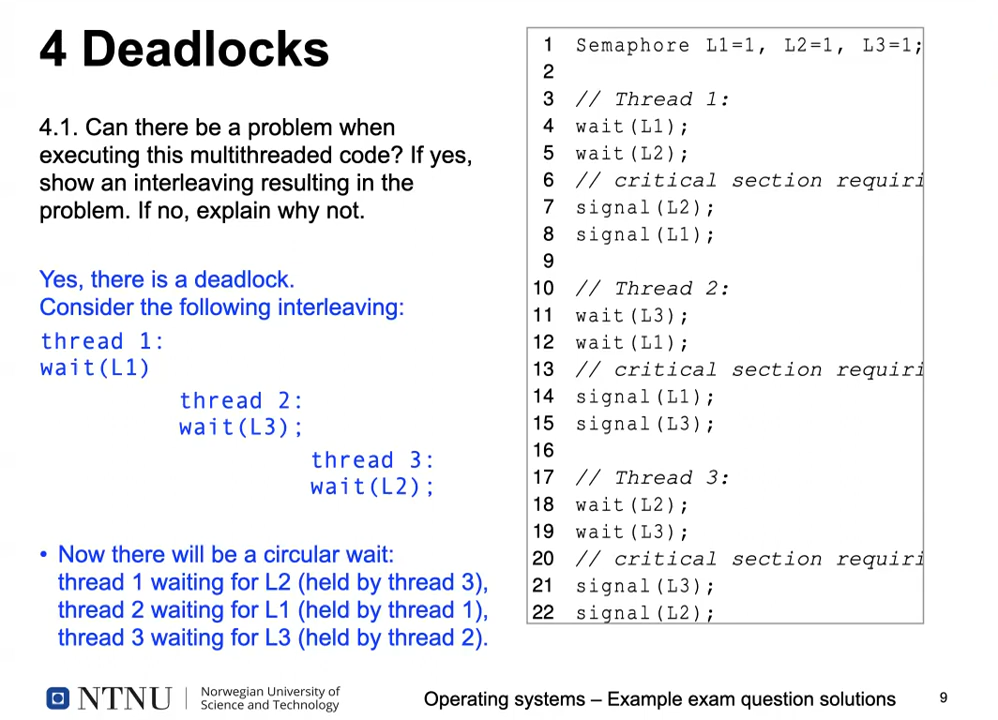 4 Deadlocks
4.1. Can there be a problem when
executing this multithreaded code? If yes,
show an interleaving resulting in the
problem. If no, explain why not.
Yes, there is a deadlock.
Consider the following interleaving:
thread 1:
wait(L1)
thread 2:
wait(L3);
thread 3:
wait(L2);
• Now there will be a circular wait:
thread 1 waiting for L2 (held by thread 3),
thread 2 waiting for L1 (held by thread 1),
thread 3 waiting for L3 (held by thread 2).
1 Semaphore L1=1, L2=1, L3=1;
2
3 // Thread 1:
4 wait(L1);
5 wait(L2);
6 // critical section requiri
7 signal(L2);
8 signal(L1);
9
10 // Thread 2:
11 wait(L3);
12 wait(L1);
13 // critical section requiri
14 signal(L1);
15 signal(L3);
16
17 // Thread 3:
18 wait(L2);
19 wait(L3);
20 // critical section requiri
21 signal(L3);
22 signal(L2);
NTNU
Norwegian University of
Science and Technology
Operating systems – Example exam question solutions
9